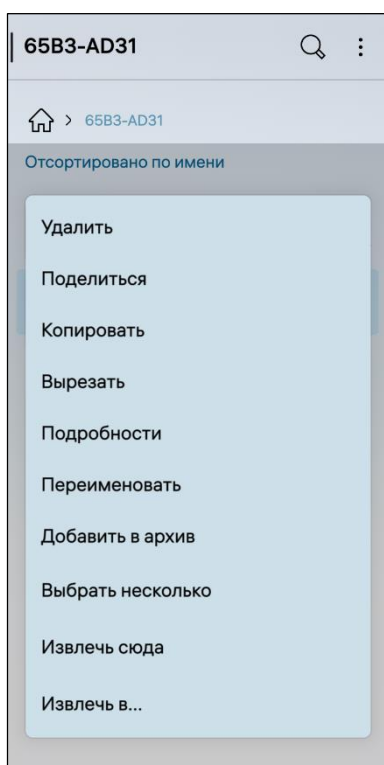 65B3-AD31
65B3-AD31
Отсортировано по имени
Удалить
Поделиться
Копировать
Вырезать
Подробности
Переименовать
Добавить в архив
Выбрать несколько
Извлечь сюда
Извлечь в...